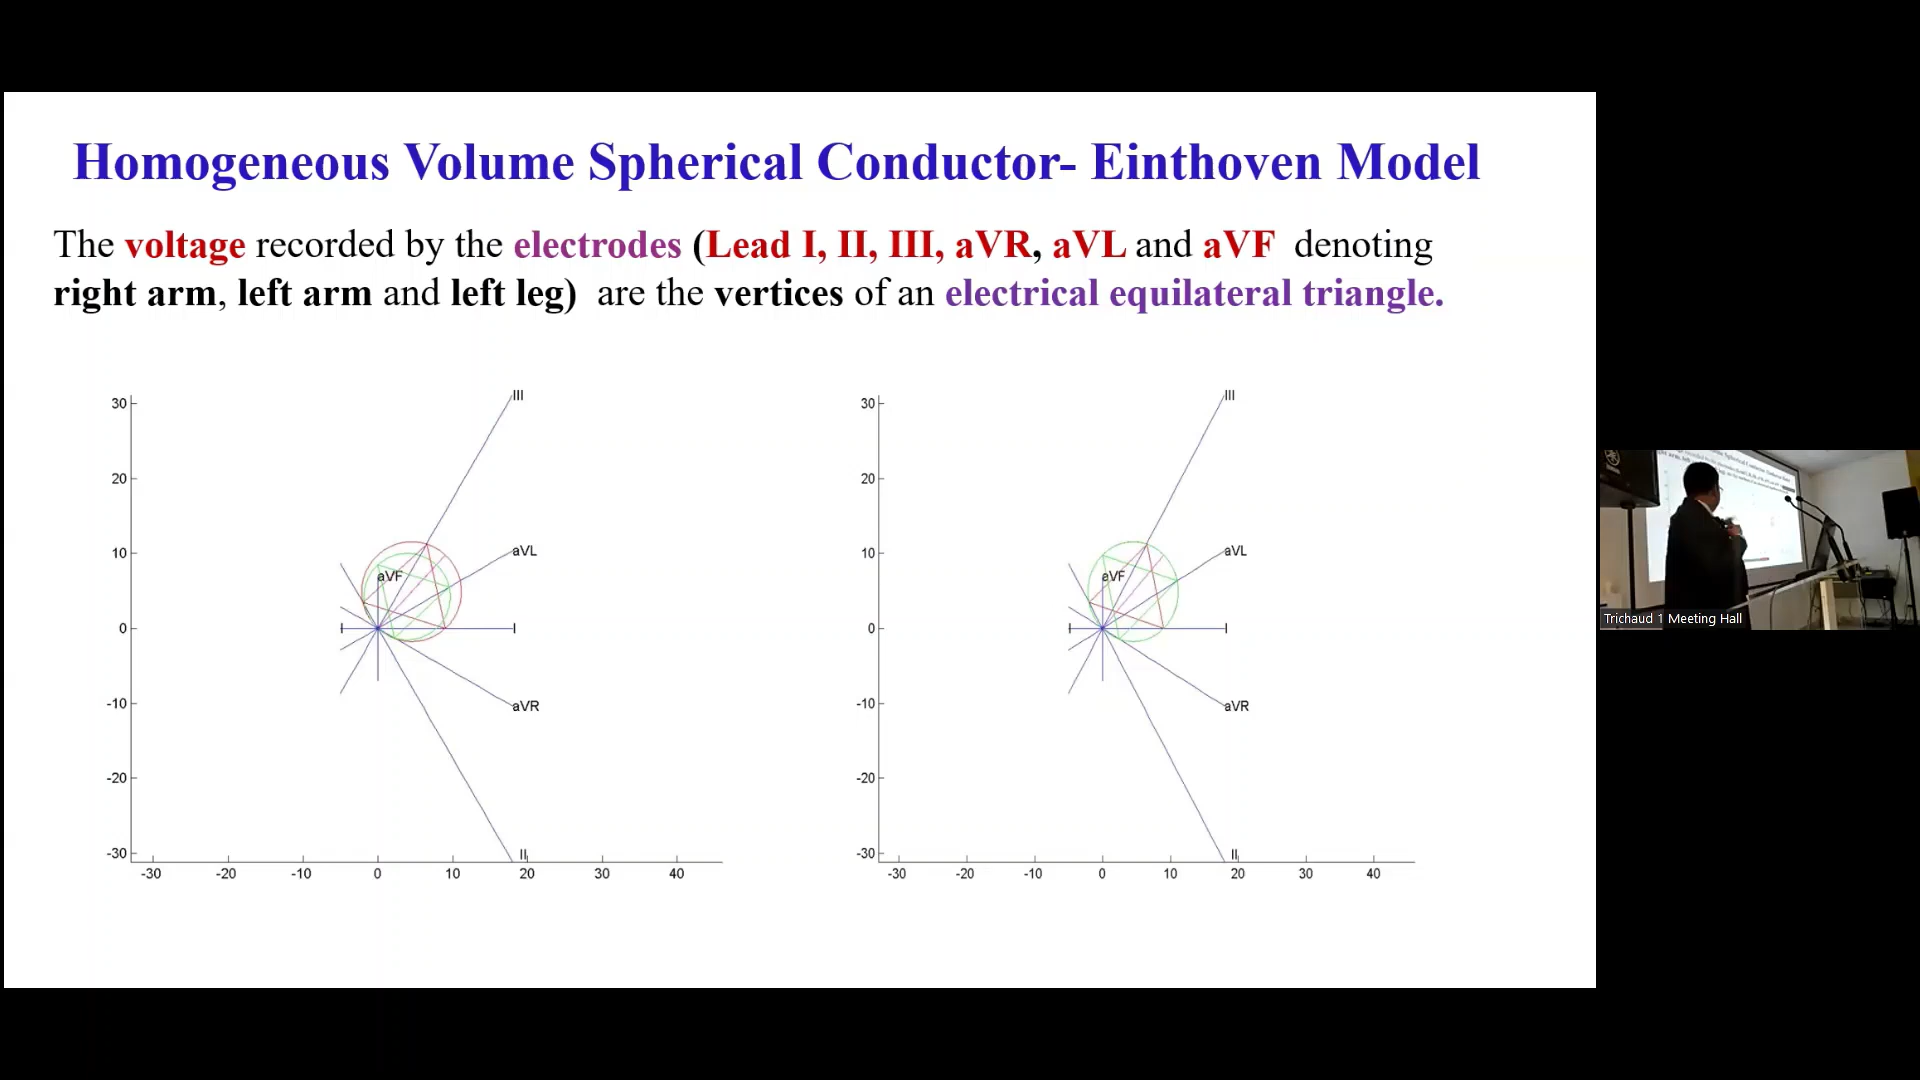 Homogeneous Volume Spherical Conductor- Einthoven Model
The voltage recorded by the electrodes (Lead I, II, III, aVR, aVL and aVF denoting
right arm, left arm and left leg) are the vertices of an electrical equilateral triangle.
30
20
10
0
-10
-20
-30
-30 -20 -10 0 10 20 30 40
III
aVL
aVF
I
I
aVR
II
30
20
10
0
-10
-20
-30
-30 -20 -10 0 10 20 30 40
III
aVL
aVF
I
I
aVR
II
Trichaud 1 Meeting Hall